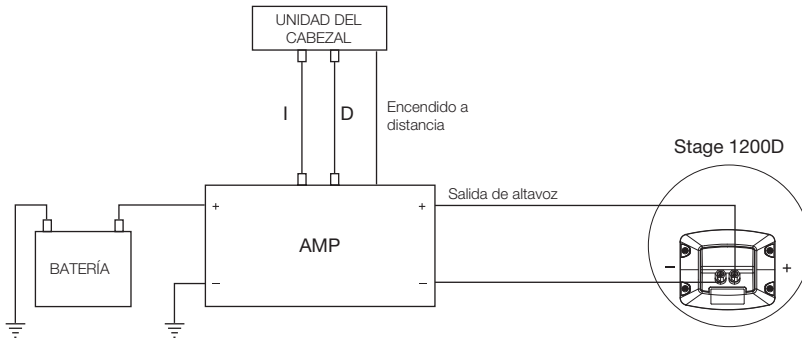 UNIDAD DEL
CABEZAL
I
D
Encendido a
distancia
Stage 1200D
Salida de altavoz
+
+
AMP
BATERÍA
–
–
–
+